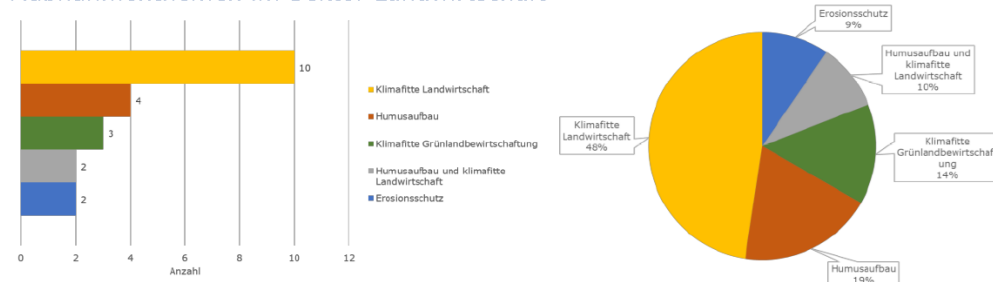 10
4
3
2
2
0 2 4 6 8 10 12
Anzahl
Klimafitte Landwirtschaft
Humusaufbau
Klimafitte Grünlandbewirtschaftung
Humusaufbau und klimafitte
Landwirtschaft
Erosionsschutz
Erosionsschutz
9%
Humusaufbau und
klimafitte
Landwirtschaft
10%
Klimafitte
Grünlandbewirtschaft
ung
14%
Humusaufbau
19%
Klimafitte
Landwirtschaft
48%